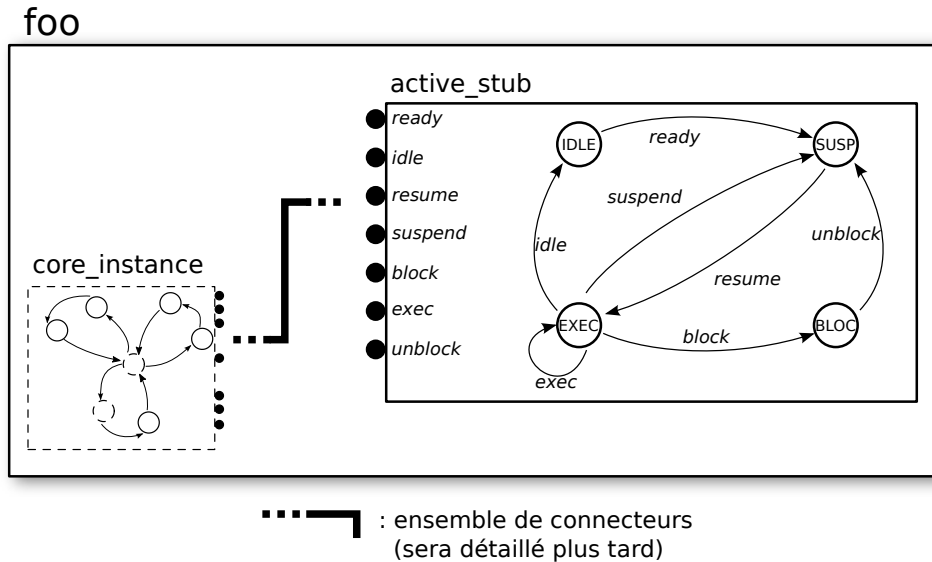 foo
active_stub
ready
idle
resume
suspend
block
exec
unblock
IDLE
ready
SUSP
suspend
idle
unblock
resume
EXEC
block
BLOC
exec
core_instance
: ensemble de connecteurs
(sera détaillé plus tard)